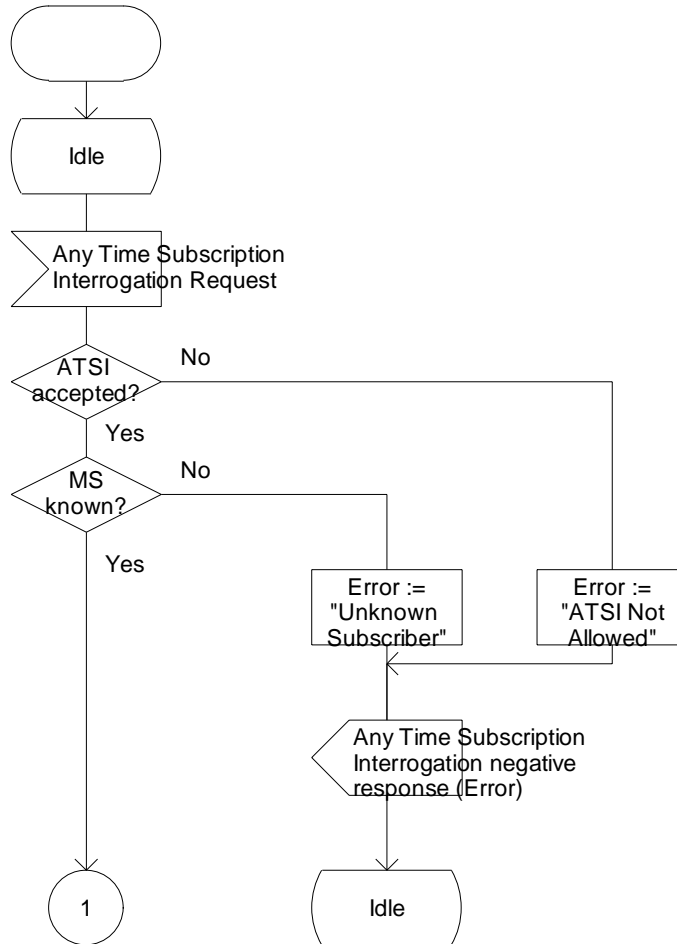 Idle
Any Time Subscription
Interrogation Request
ATSI
accepted?
No
Yes
MS
known?
No
Yes
Error :=
"Unknown
Subscriber"
Error :=
"ATSI Not
Allowed"
Any Time Subscription
Interrogation negative
response (Error)
1
Idle